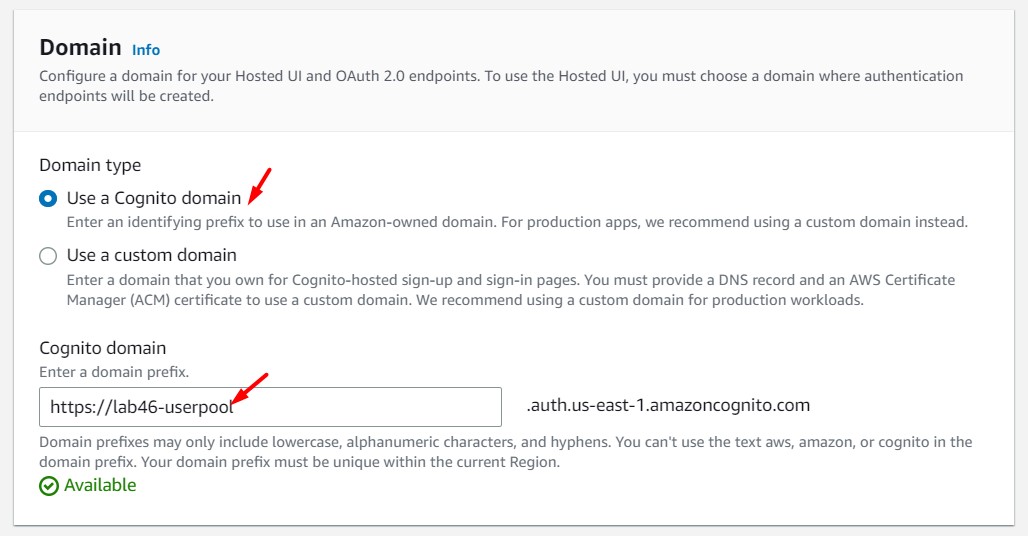 Domain Info
Configure a domain for your Hosted UI and OAuth 2.0 endpoints. To use the Hosted UI, you must choose a domain where authentication
endpoints will be created.
Domain type
Use a Cognito domain
Enter an identifying prefix to use in an Amazon-owned domain. For production apps, we recommend using a custom domain instead.
Use a custom domain
Enter a domain that you own for Cognito-hosted sign-up and sign-in pages. You must provide a DNS record and an AWS Certificate
Manager (ACM) certificate to use a custom domain. We recommend using a custom domain for production workloads.
Cognito domain
Enter a domain prefix.
https://lab46-userpool .auth.us-east-1.amazoncognito.com
Domain prefixes may only include lowercase, alphanumeric characters, and hyphens. You can't use the text aws, amazon, or cognito in the
domain prefix. Your domain prefix must be unique within the current Region.
Available